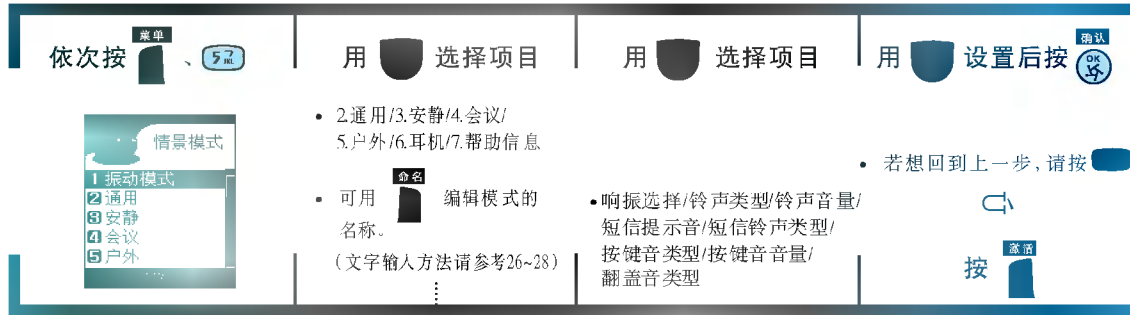 菜单
依次按 、 5 JKL
情景模式
1 振动模式
2 通用
3 安静
4 会议
5 户外
用 选择项目
• 2.通用/3.安静/4.会议/
5.户外/6.耳机/7.帮助信息
命名
• 可用 编辑模式的
名称。
(文字输入方法请参考26~28)
用 选择项目
• 响振选择/铃声类型/铃声音量/
短信提示音/短信铃声类型/
按键音类型/按键音音量/
翻盖音类型
确认
用 设置后按 OK
• 若想回到上一步,请按
激活
按